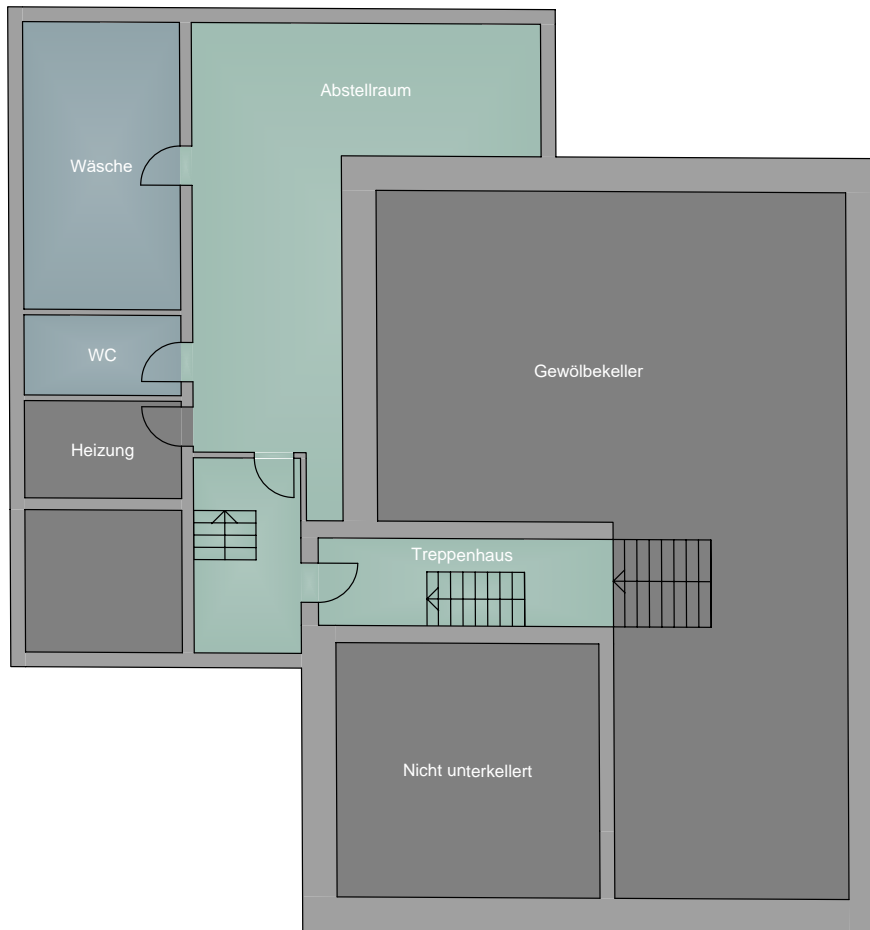 Abstellraum
Wäsche
WC
Gewölbekeller
Heizung
Treppenhaus
Nicht unterkellert